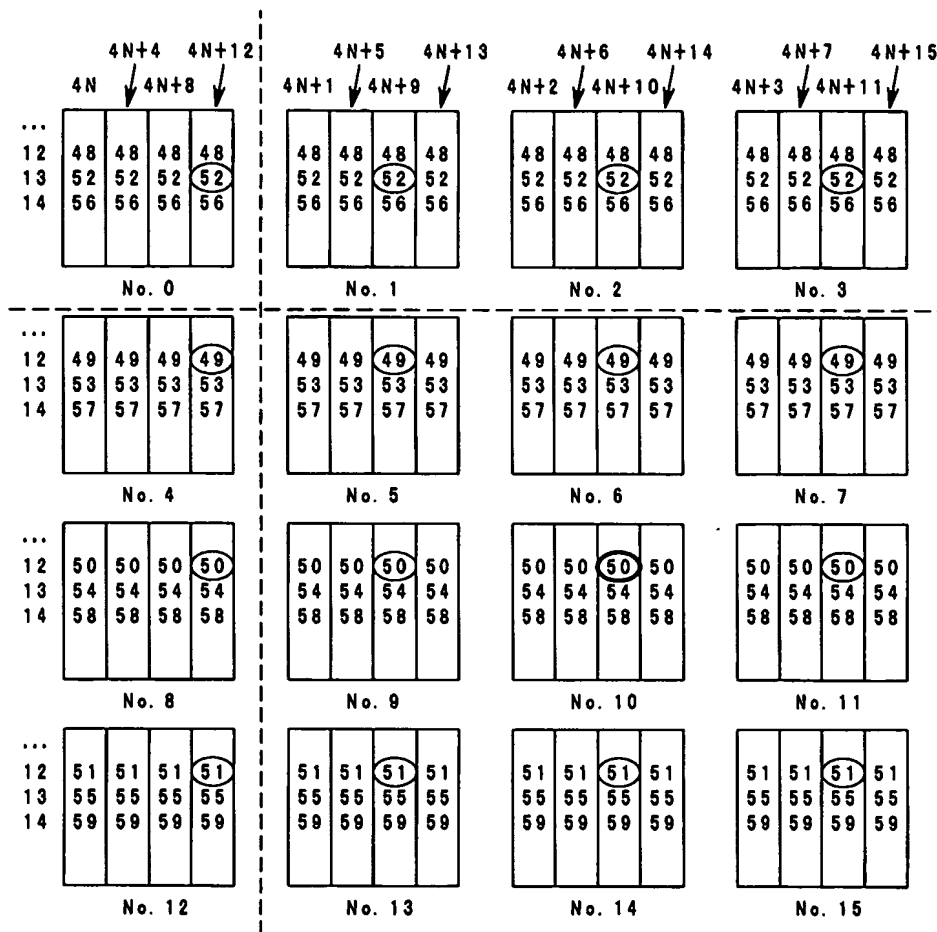 4N+4 4N+12 4N+5 4N+13 4N+6 4N+14 4N+7 4N+15
4N 4N+8 4N+1 4N+9 4N+2 4N+10 4N+3 4N+11
...
12 48 48 48 48 48 48 48 48 48 48 48 48 48 48 48 48
13 52 52 52 52 52 52 52 52 52 52 52 52 52 52 52 52
14 56 56 56 56 56 56 56 56 56 56 56 56 56 56 56 56
No. 0 No. 1 No. 2 No. 3
...
12 49 49 49 49 49 49 49 49 49 49 49 49 49 49 49 49
13 53 53 53 53 53 53 53 53 53 53 53 53 53 53 53 53
14 57 57 57 57 57 57 57 57 57 57 57 57 57 57 57 57
No. 4 No. 5 No. 6 No. 7
...
12 50 50 50 50 50 50 50 50 50 50 50 50 50 50 50 50
13 54 54 54 54 54 54 54 54 54 54 54 54 54 54 54 54
14 58 58 58 58 58 58 58 58 58 58 58 58 58 58 58 58
No. 8 No. 9 No. 10 No. 11
...
12 51 51 51 51 51 51 51 51 51 51 51 51 51 51 51 51
13 55 55 55 55 55 55 55 55 55 55 55 55 55 55 55 55
14 59 59 59 59 59 59 59 59 59 59 59 59 59 59 59 59
No. 12 No. 13 No. 14 No. 15